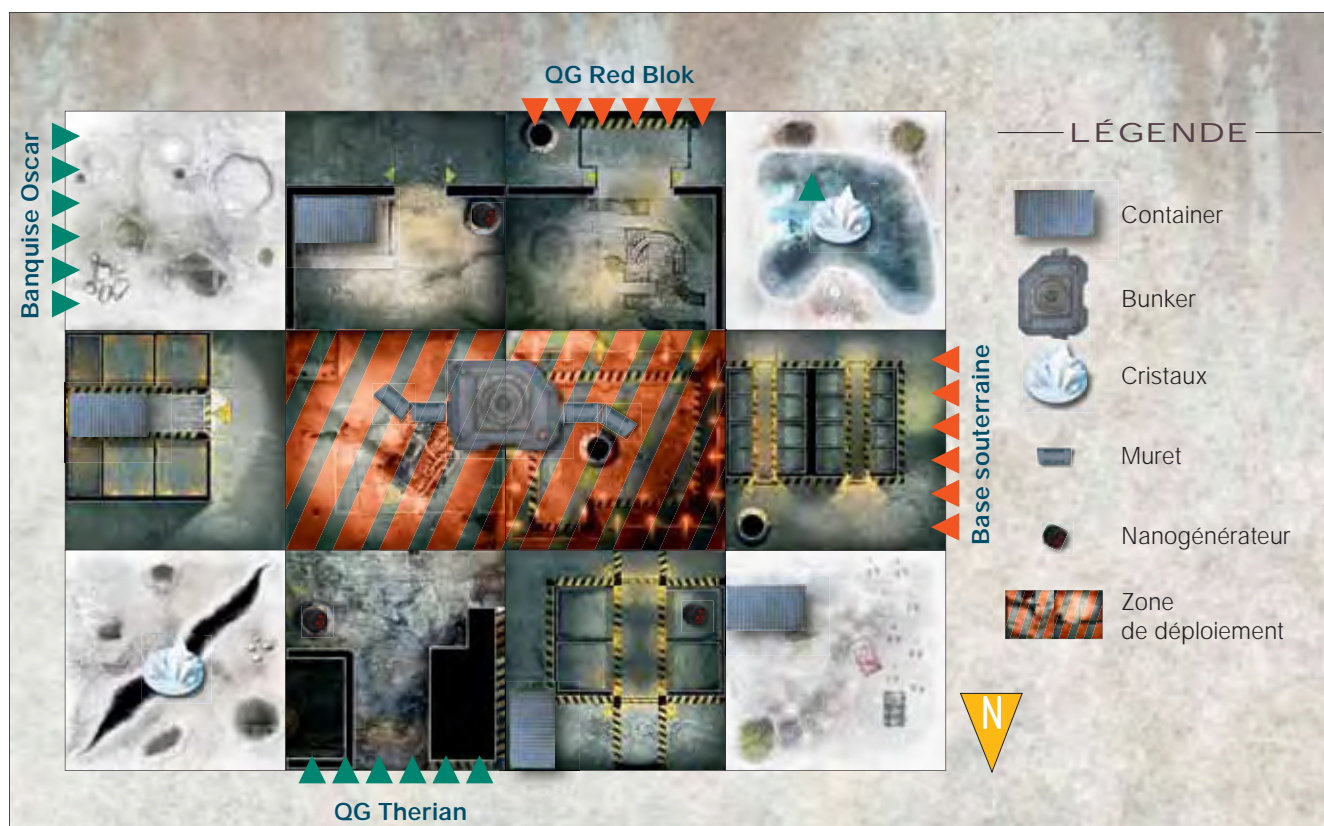 QG Red Blok
Banquise Oscar
Base souterraine
QG Therian
LÉGENDE
Container
Bunker
Cristaux
Muret
Nanogénérateur
Zone
de déploiement
N